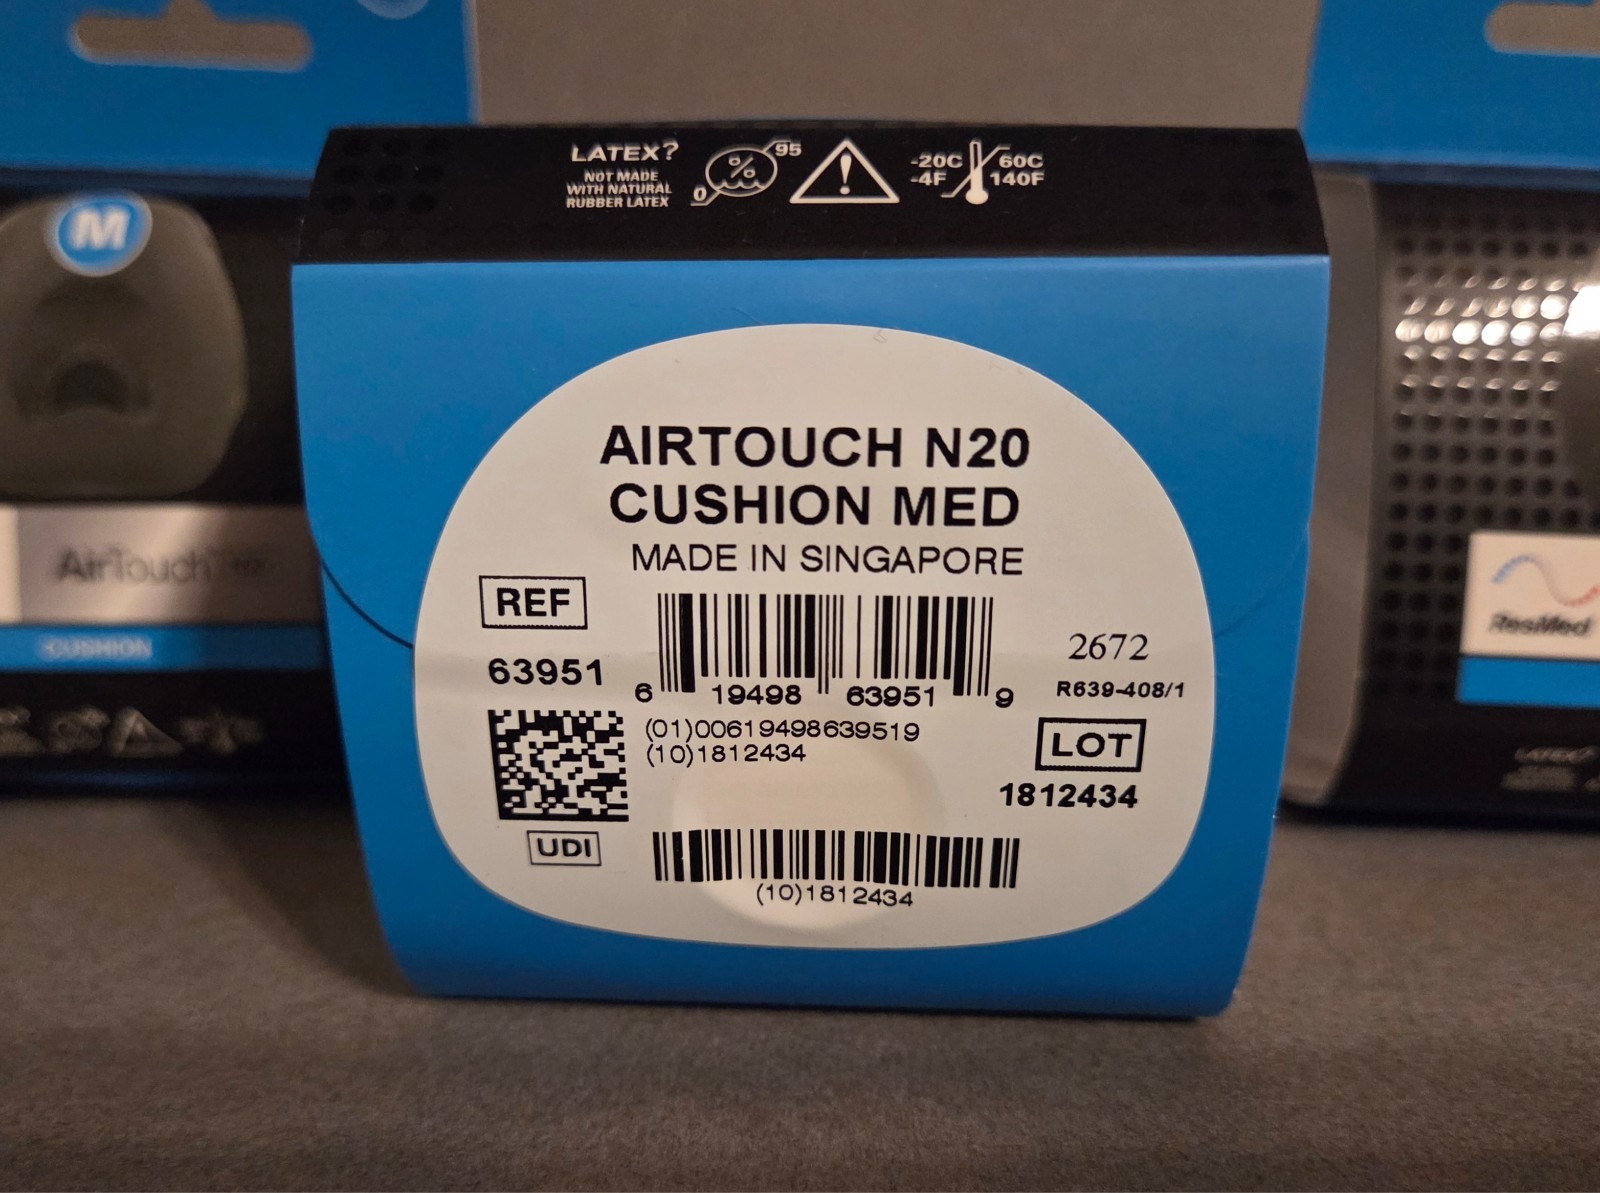 LATEX?
NOT MADE
WITH NATURAL
RUBBER LATEX
0 % 95
-20C 60C
-4F 140F
M
AIRTOUCH N20
CUSHION MED
MADE IN SINGAPORE
REF
63951
6 19498 63951 9
2672
R639-408/1
(01)00619498639519
(10)1812434
LOT
1812434
UDI
(10)1812434
AirTouch
CUSHION
ResMed
LATEX?